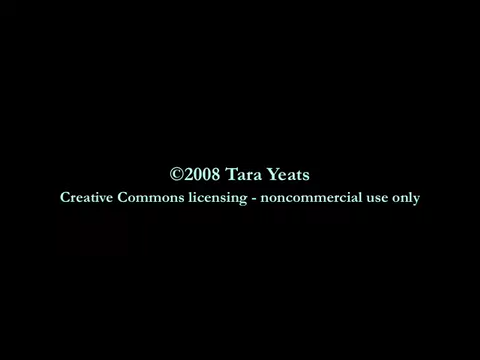 ©2008 Tara Yeats
Creative Commons licensing - noncommercial use only